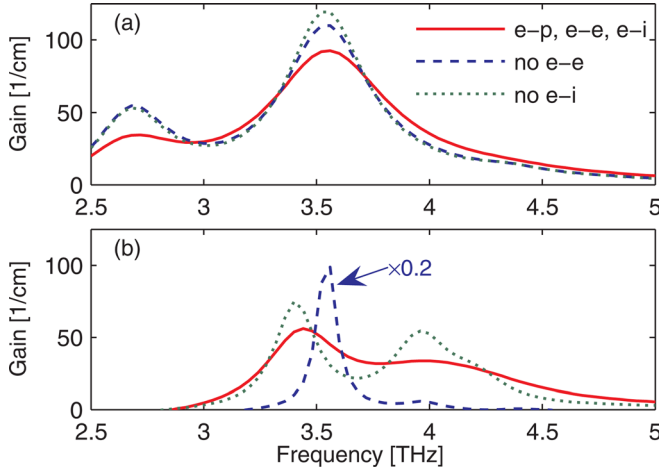 (a)
e−p, e−e, e−i
no e−e
no e−i
Gain [1/cm]
100
50
0
2.5 3 3.5 4 4.5 5
(b)
×0.2
Gain [1/cm]
100
50
0
2.5 3 3.5 4 4.5 5
Frequency [THz]